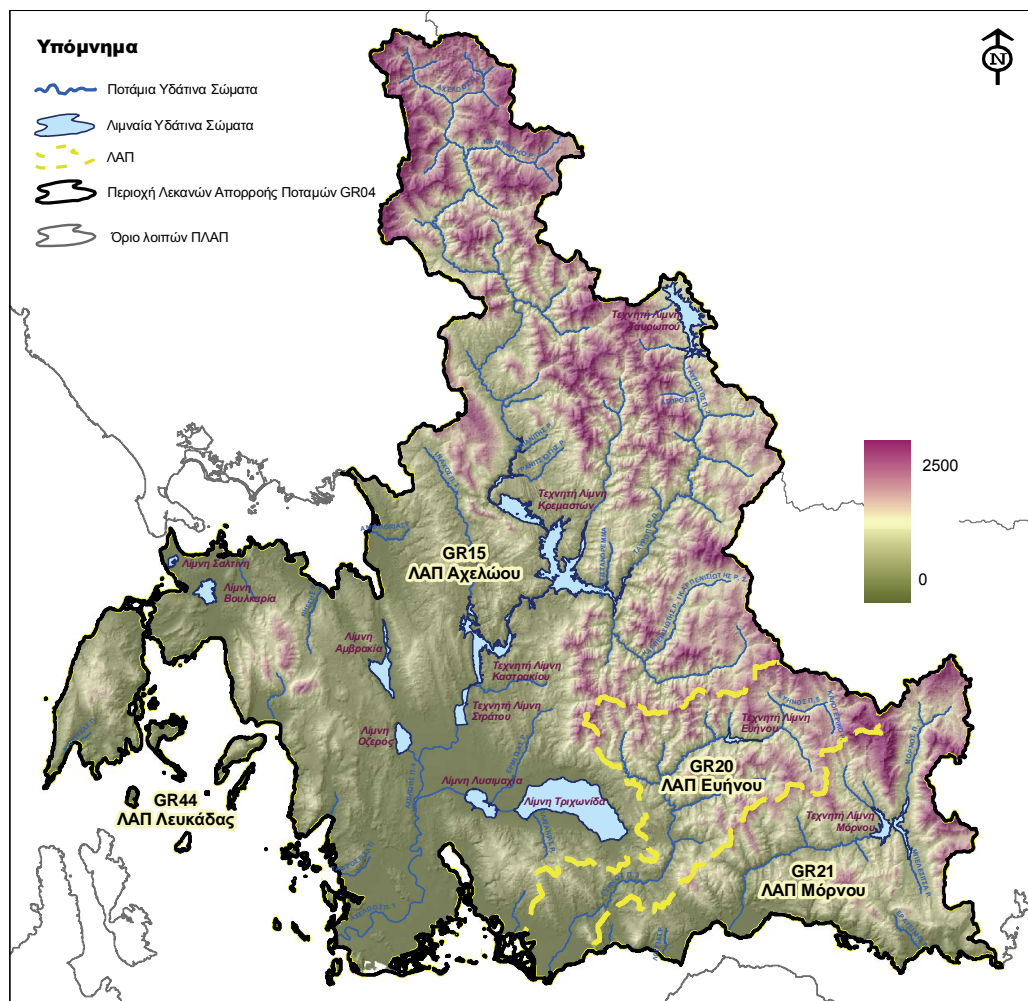 Υπόμνημα
N
Ποτάμια Υδάτινα Σώματα
Λιμναία Υδάτινα Σώματα
ΛΑΠ
Περιοχή Λεκανών Απορροής Ποταμών GR04
Όριο λοιπών ΠΛΑΠ
Τεχνητή Λίμνη
Ταυρωπού
2500
0
Τεχνητή Λίμνη
Κρεμαστών
GR15
ΛΑΠ Αχελώου
Λίμνη Σαλτίνη
Λίμνη
Βουλκαρία
Λίμνη
Αμβρακία
Τεχνητή Λίμνη
Καστρακίου
Τεχνητή Λίμνη
Στράτου
Λίμνη
Οζερός
Τεχνητή Λίμνη
Ευήνου
GR20
ΛΑΠ Ευήνου
Λίμνη Λυσιμαχία
Λίμνη Τριχωνίδα
GR44
ΛΑΠ Λευκάδας
Τεχνητή Λίμνη
Μόρνου
GR21
ΛΑΠ Μόρνου